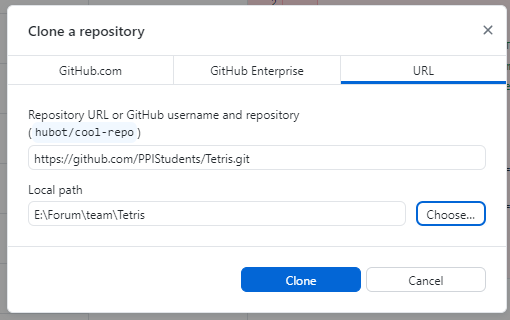 Clone a repository
GitHub.com
GitHub Enterprise
URL
Repository URL or GitHub username and repository
(hubot/cool-repo)
https://github.com/PPIStudents/Tetris.git
Local path
E:\Forum\team\Tetris
Choose...
Clone
Cancel